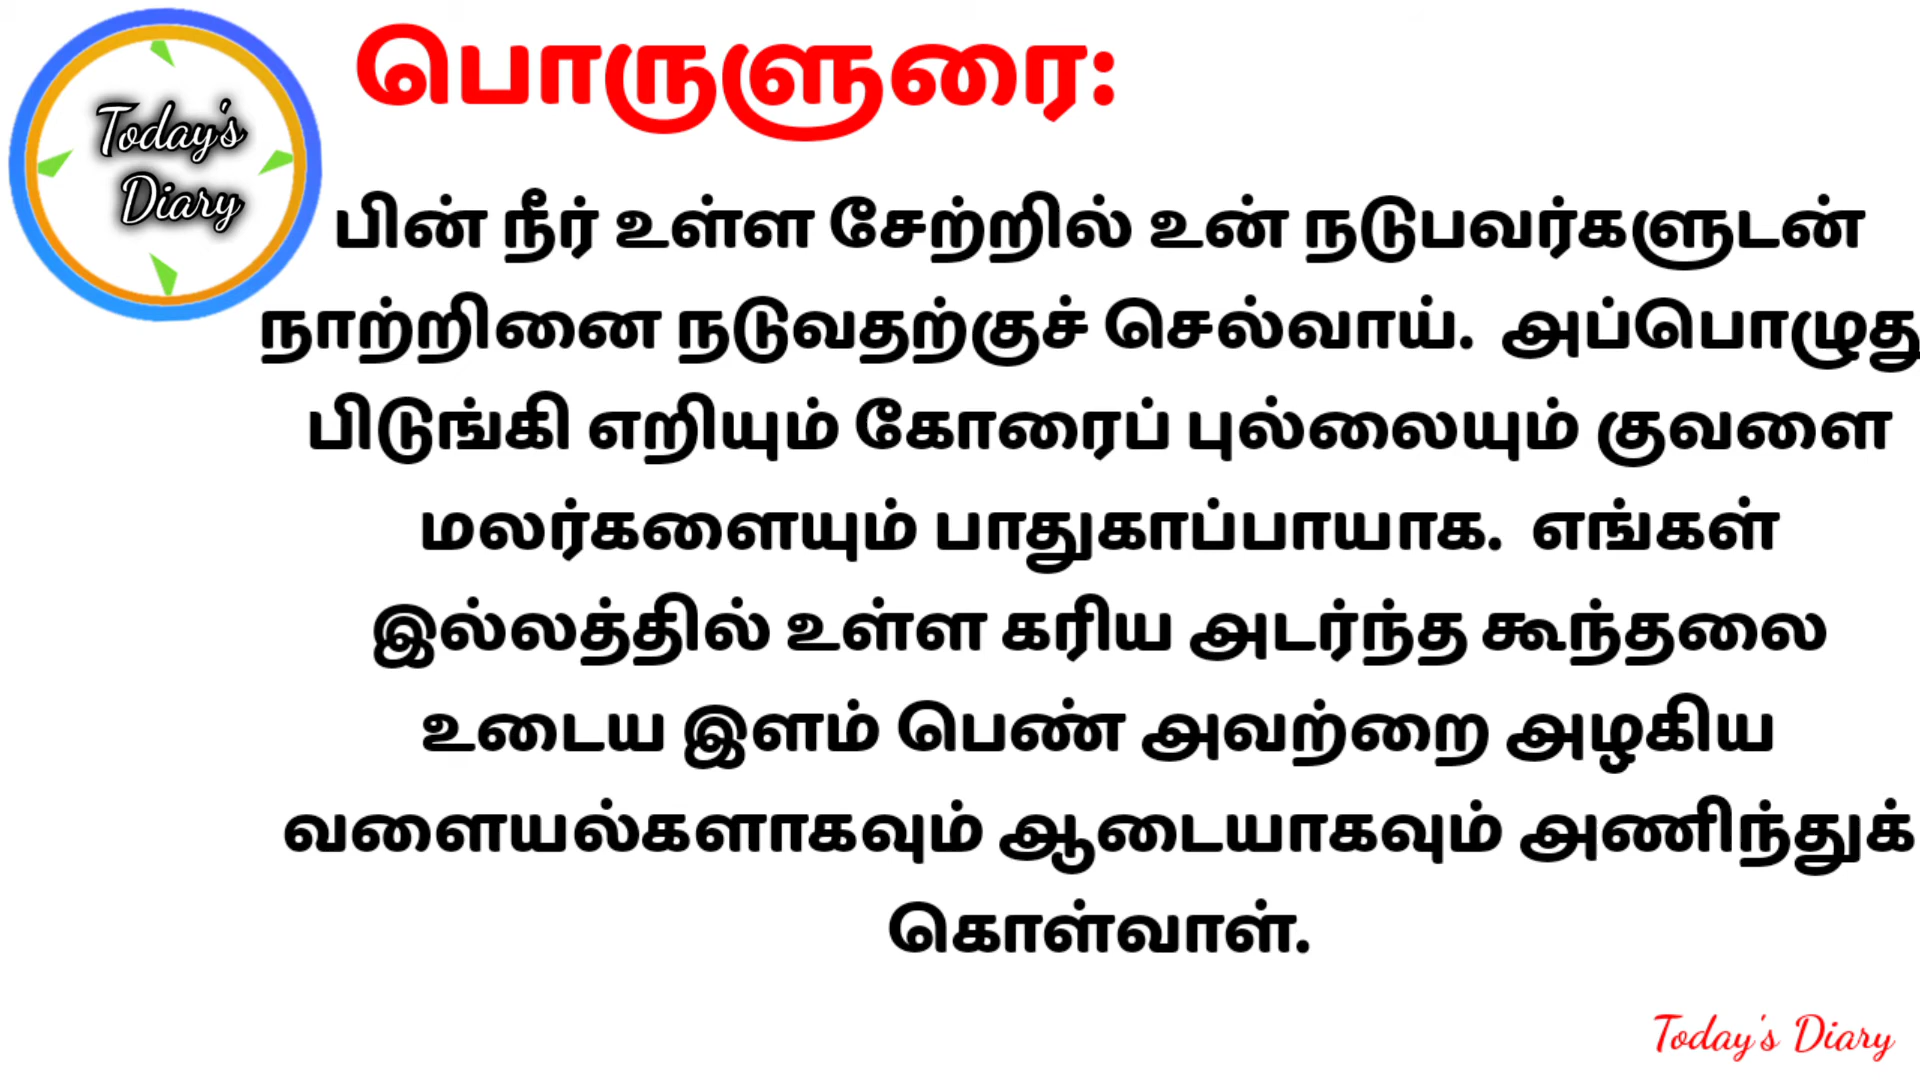 Today's
Diary
பொருளுரை:
பின் நீர் உள்ள சேற்றில் உன் நடுபவர்களுடன்
நாற்றினை நடுவதற்குச் செல்வாய். அப்பொழுது
பிடுங்கி எறியும் கோரைப் புல்லையும் குவளை
மலர்களையும் பாதுகாப்பாயாக. எங்கள்
இல்லத்தில் உள்ள கரிய அடர்ந்த கூந்தலை
உடைய இளம் பெண் அவற்றை அழகிய
வளையல்களாகவும் ஆடையாகவும் அணிந்துக்
கொள்வாள்.
Today's Diary